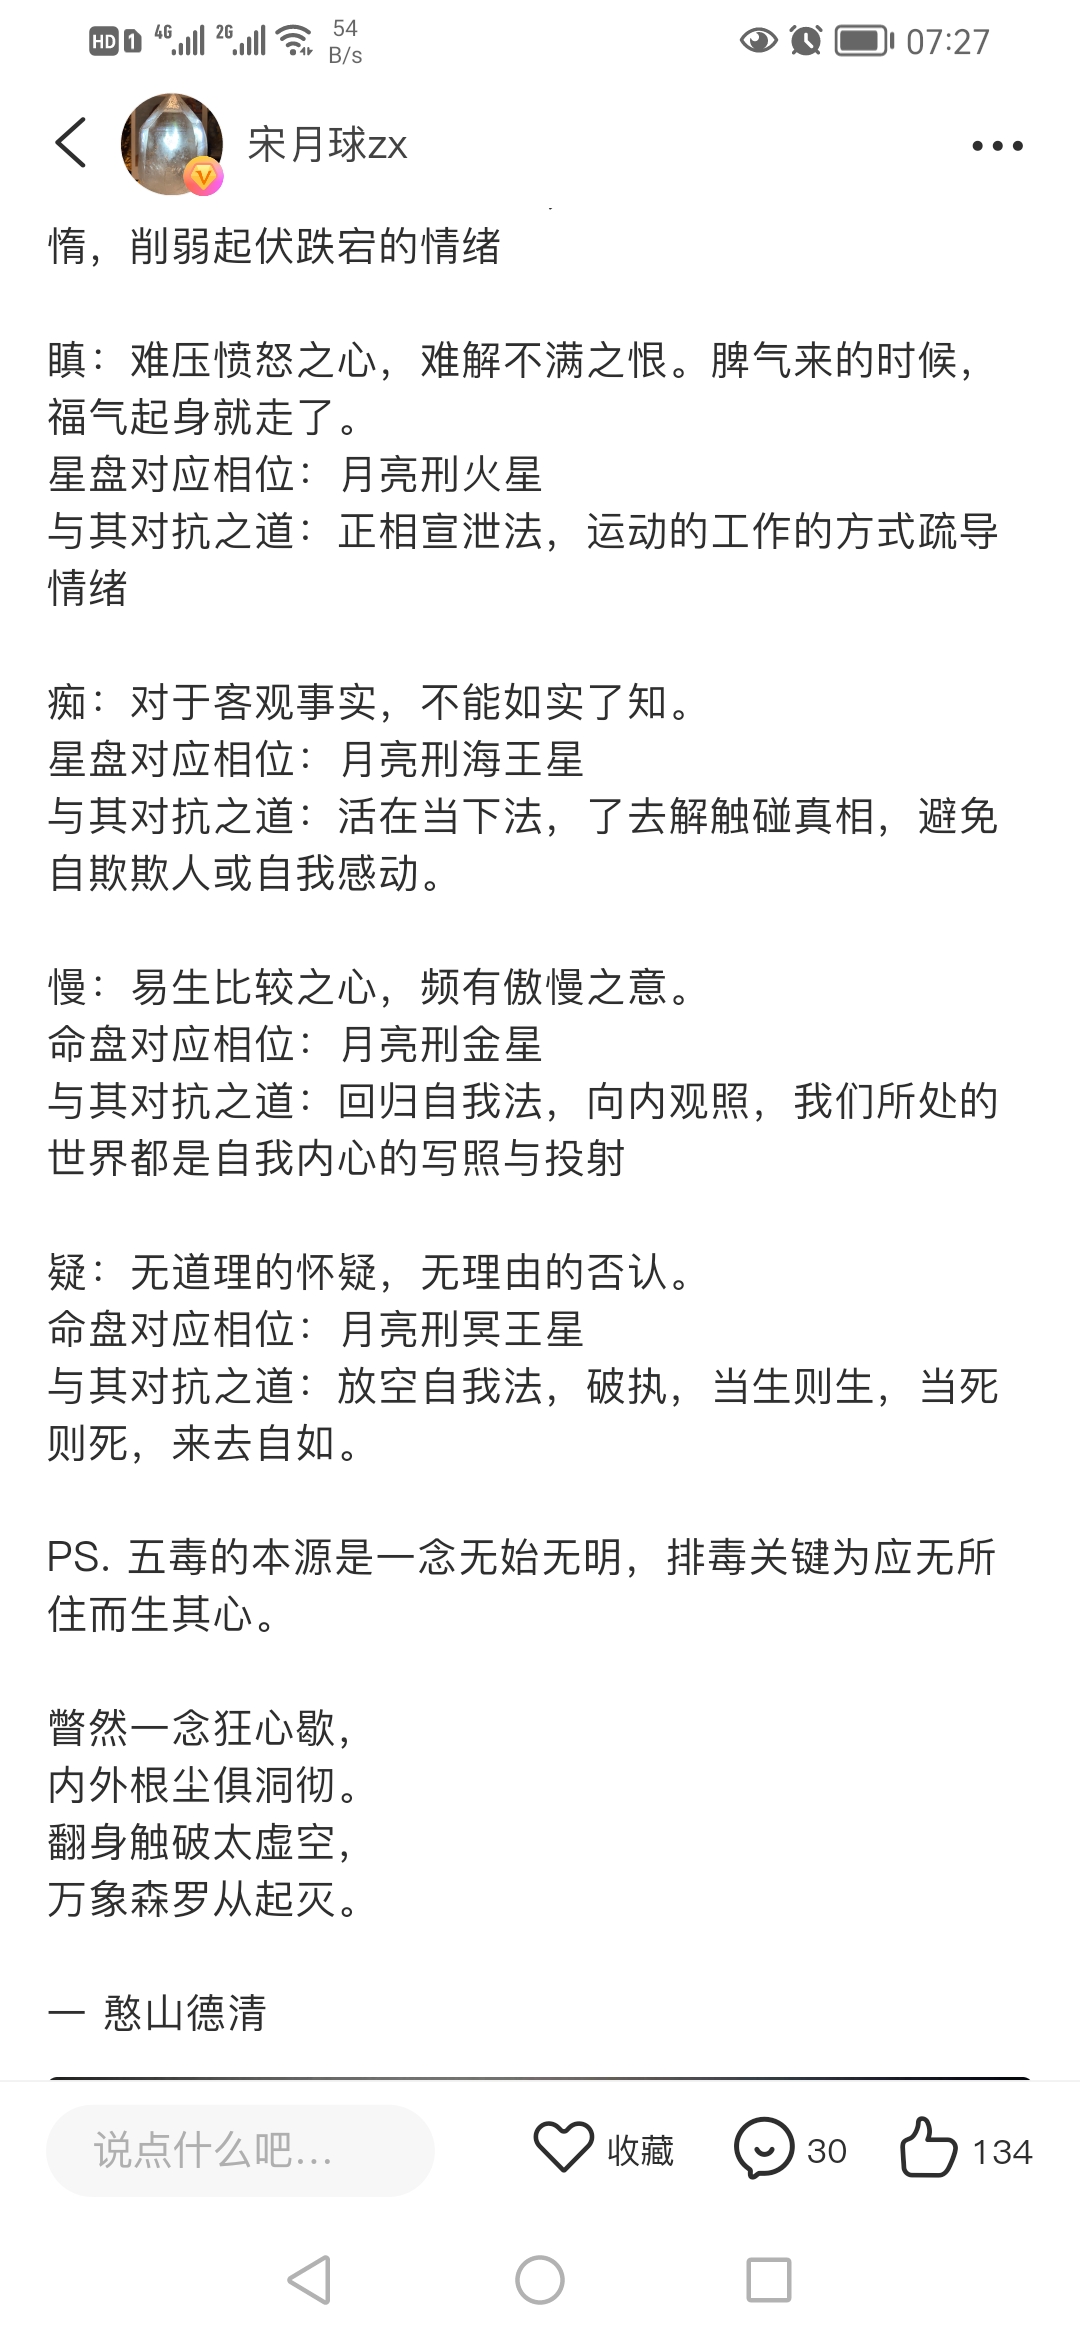 HD 1 4G 2G 54 B/s 07:27
宋月球zx
惰，削弱起伏跌宕的情绪
瞋：难压愤怒之心，难解不满之恨。脾气来的时候，
福气起身就走了。
星盘对应相位：月亮刑火星
与其对抗之道：正相宣泄法，运动的工作的方式疏导
情绪
痴：对于客观事实，不能如实了知。
星盘对应相位：月亮刑海王星
与其对抗之道：活在当下法，了去解触碰真相，避免
自欺欺人或自我感动。
慢：易生比较之心，频有傲慢之意。
命盘对应相位：月亮刑金星
与其对抗之道：回归自我法，向内观照，我们所处的
世界都是自我内心的写照与投射
疑：无道理的怀疑，无理由的否认。
命盘对应相位：月亮刑冥王星
与其对抗之道：放空自我法，破执，当生则生，当死
则死，来去自如。
PS. 五毒的本源是一念无始无明，排毒关键为应无所
住而生其心。
瞥然一念狂心歇，
内外根尘俱洞彻。
翻身触破太虚空，
万象森罗从起灭。
一 憨山德清
说点什么吧... 收藏 30 134